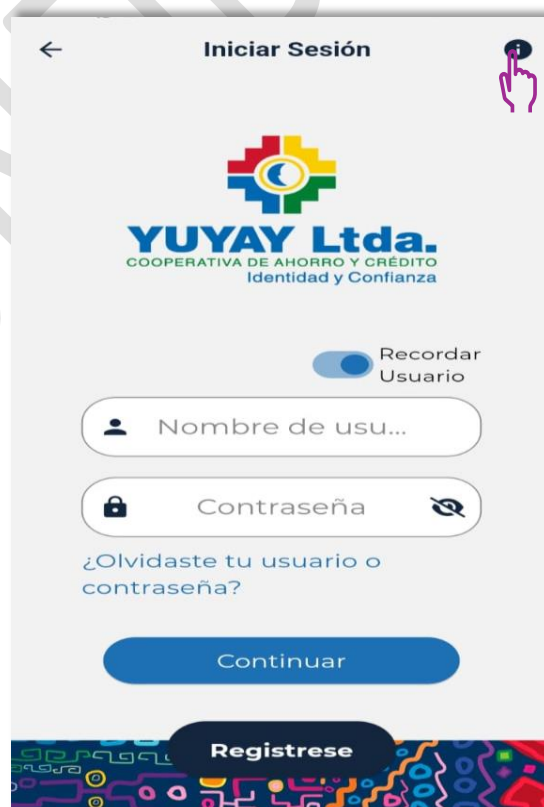 Iniciar Sesión
YUYAY Ltda.
COOPERATIVA DE AHORRO Y CRÉDITO
Identidad y Confianza
Recordar
Usuario
Nombre de usu...
Contraseña
¿Olvidaste tu usuario o
contraseña?
Continuar
Registrese